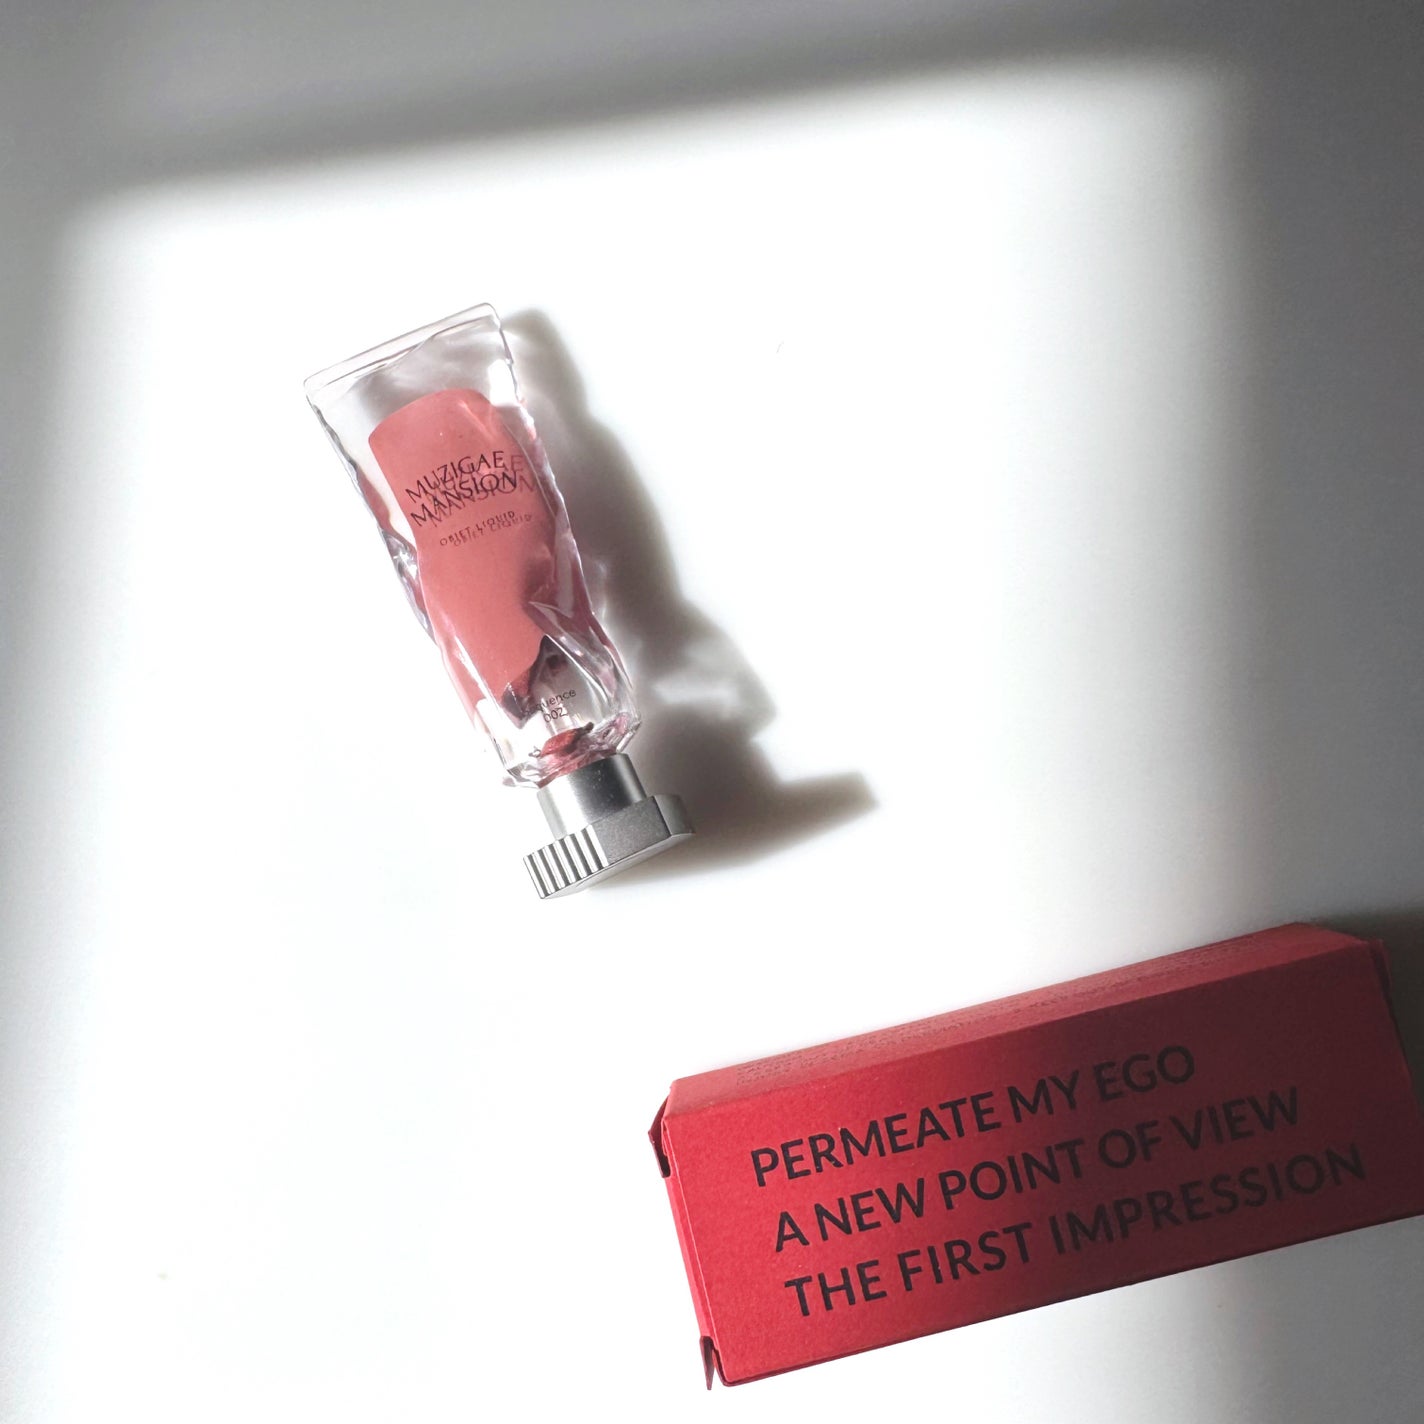 MUZIGAE
MANSION
OBJET LIQUID
002
PERMEATE MY EGO
A NEW POINT OF VIEW
THE FIRST IMPRESSION